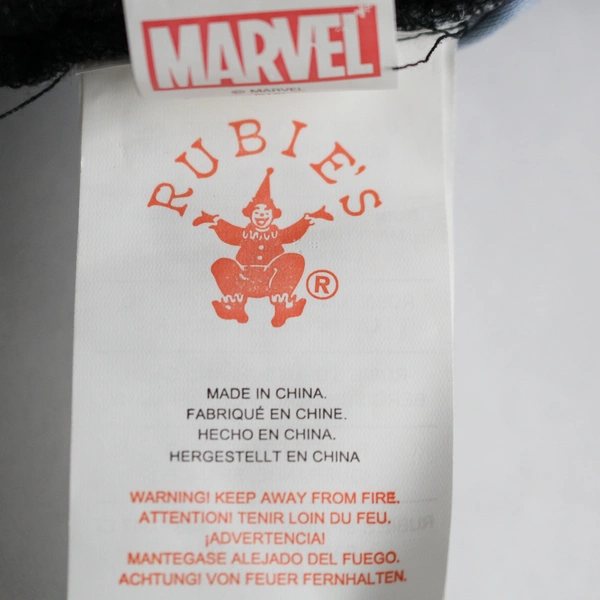 MARVEL
© MARVEL
RUBIE'S
®
MADE IN CHINA.
FABRIQUÉ EN CHINE.
HECHO EN CHINA.
HERGESTELLT EN CHINA
WARNING! KEEP AWAY FROM FIRE.
ATTENTION! TENIR LOIN DU FEU.
¡ADVERTENCIA!
MANTEGASE ALEJADO DEL FUEGO.
ACHTUNG! VON FEUER FERNHALTEN.